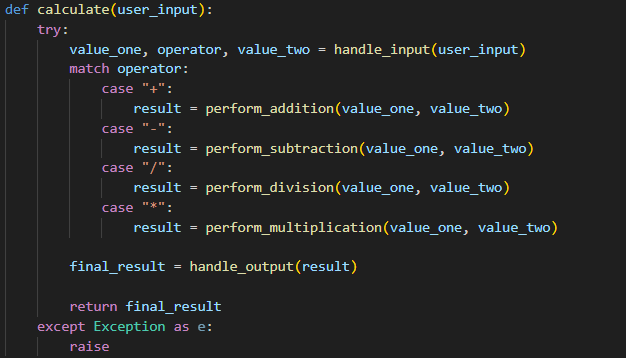 def calculate(user_input):
    try:
        value_one, operator, value_two = handle_input(user_input)
        match operator:
            case "+":
                result = perform_addition(value_one, value_two)
            case "-":
                result = perform_subtraction(value_one, value_two)
            case "/":
                result = perform_division(value_one, value_two)
            case "*":
                result = perform_multiplication(value_one, value_two)

        final_result = handle_output(result)

        return final_result
    except Exception as e:
        raise